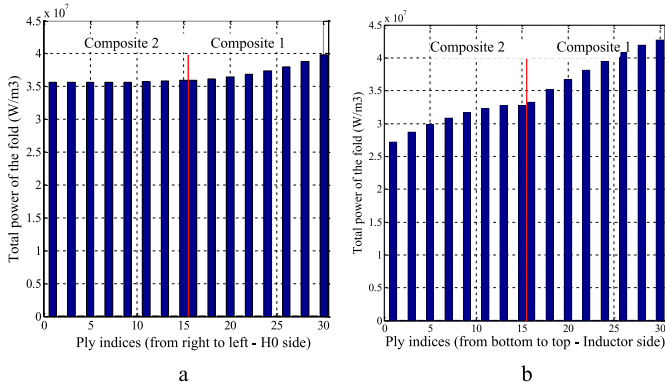 x 10^7
4.5
4
3.5
3
2.5
2
1.5
1
0.5
0
0 5 10 15 20 25 30
Composite 2 Composite 1
Total power of the fold (W/m3)
Ply indices (from right to left - H0 side)
a
x 10^7
4.5
4
3.5
3
2.5
2
1.5
1
0.5
0
0 5 10 15 20 25 30
Composite 2 Composite 1
Total power of the fold (W/m3)
Ply indices (from bottom to top - Inductor side)
b